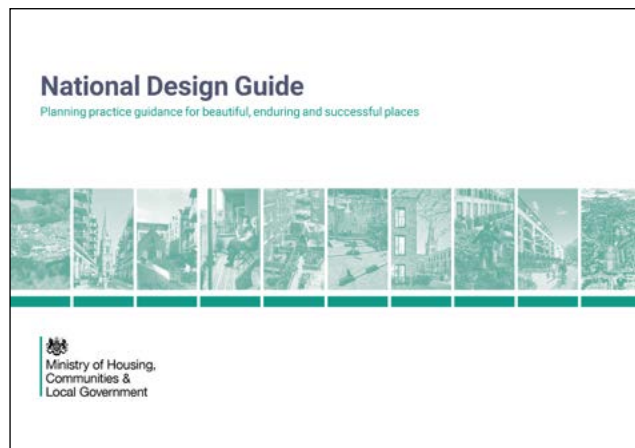 National Design Guide
Planning practice guidance for beautiful, enduring and successful places
Ministry of Housing,
Communities &
Local Government